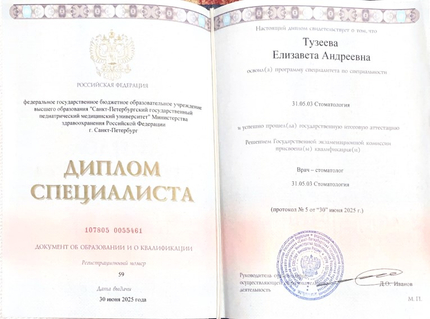 РОССИЙСКАЯ ФЕДЕРАЦИЯ
федеральное государственное бюджетное образовательное учреждение
высшего образования "Санкт-Петербургский государственный
педиатрический медицинский университет" Министерства
здравоохранения Российской Федерации
г. Санкт-Петербург
ДИПЛОМ
СПЕЦИАЛИСТА
107805 0055461
ДОКУМЕНТ ОБ ОБРАЗОВАНИИ И О КВАЛИФИКАЦИИ
Регистрационный номер
59
Дата выдачи
30 июня 2025 года
Настоящий диплом свидетельствует о том, что
Тузеева
Елизавета Андреевна
освоил(а) программу специалитета по специальности
31.05.03 Стоматология
и успешно прошел(ла) государственную итоговую аттестацию
Решением Государственной экзаменационной комиссии
присвоена(ы) квалификация(и)
Врач – стоматолог
31.05.03 Стоматология
(протокол № 5 от "30" июня 2025 г.)
Руководитель
осуществляющей
деятельность
Д.О. Иванов
М.П.